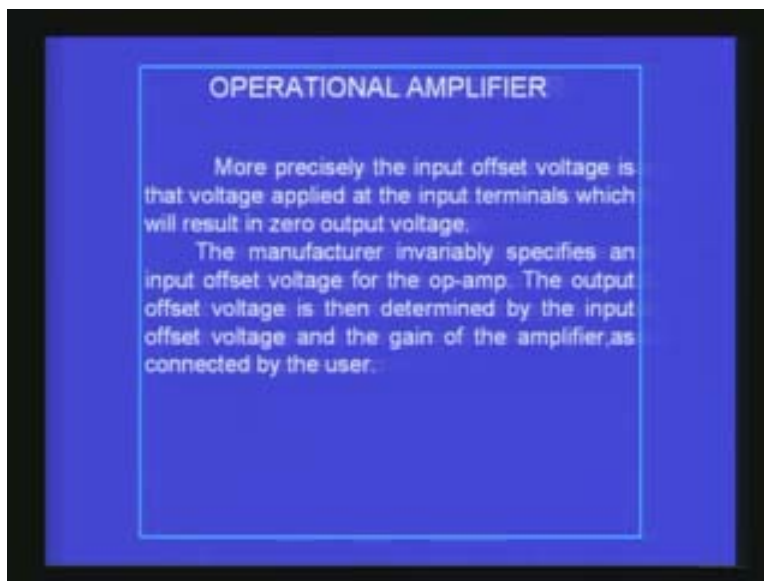 OPERATIONAL AMPLIFIER
More precisely the input offset voltage is
that voltage applied at the input terminals which
will result in zero output voltage.
The manufacturer invariably specifies an
input offset voltage for the op-amp. The output
offset voltage is then determined by the input
offset voltage and the gain of the amplifier,as
connected by the user.